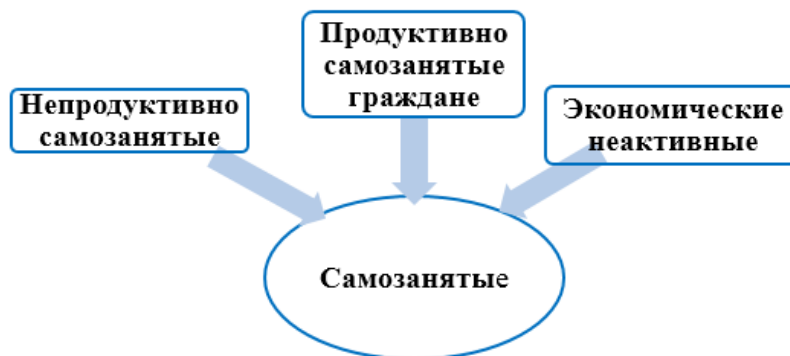 Продуктивно
самозанятые
граждане
Непродуктивно
самозанятые
Экономические
неактивные
Самозанятые